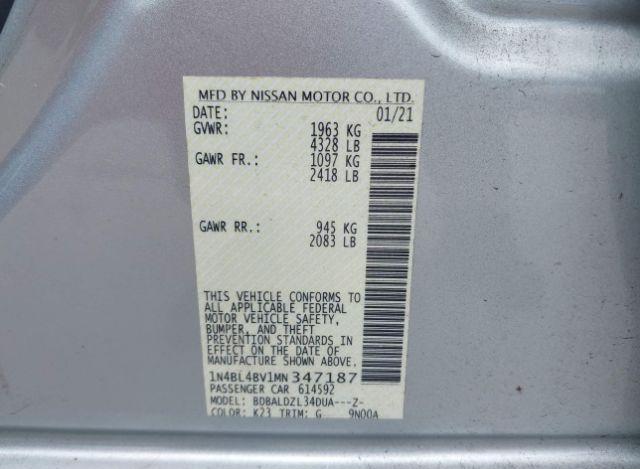 MFD BY NISSAN MOTOR CO., LTD.
DATE: 01/21
GVWR: 1963 KG
4328 LB
GAWR FR.: 1097 KG
2418 LB
GAWR RR.: 945 KG
2083 LB
THIS VEHICLE CONFORMS TO
ALL APPLICABLE FEDERAL
MOTOR VEHICLE SAFETY,
BUMPER, AND THEFT
PREVENTION STANDARDS IN
EFFECT ON THE DATE OF
MANUFACTURE SHOWN ABOVE.
1N4BL4BV1MN347187
PASSENGER CAR 614592
MODEL: BDBALDZL34DUA---Z-
COLOR: K23 TRIM: G 9N00A